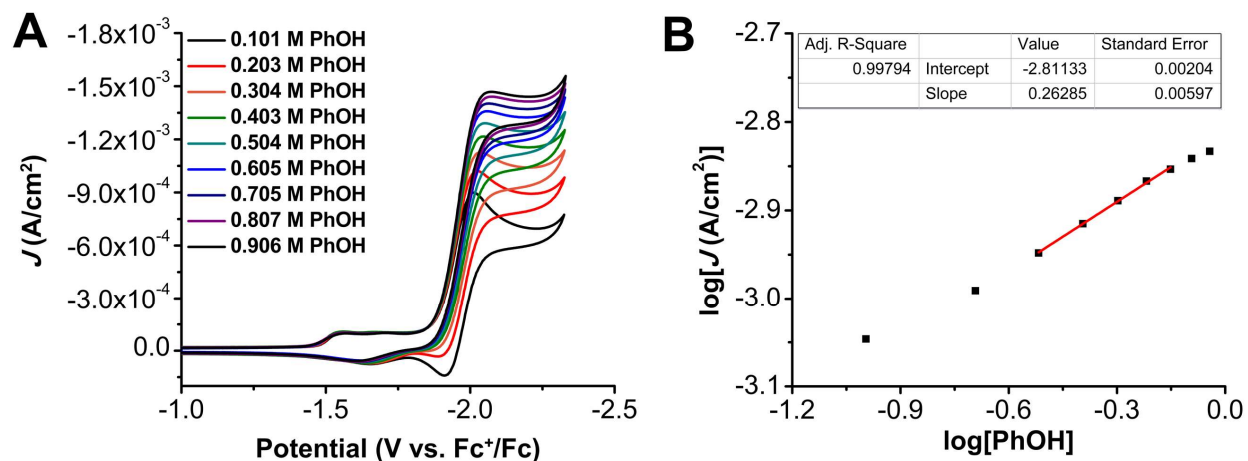 A
-1.8x10⁻³
-1.5x10⁻³
-1.2x10⁻³
-9.0x10⁻⁴
-6.0x10⁻⁴
-3.0x10⁻⁴
0.0
J (A/cm²)
0.101 M PhOH
0.203 M PhOH
0.304 M PhOH
0.403 M PhOH
0.504 M PhOH
0.605 M PhOH
0.705 M PhOH
0.807 M PhOH
0.906 M PhOH
-1.0 -1.5 -2.0 -2.5
Potential (V vs. Fc⁺/Fc)
B
-2.7
-2.8
-2.9
-3.0
-3.1
log[J (A/cm²)]
Adj. R-Square Value Standard Error
0.99794 Intercept -2.81133 0.00204
Slope 0.26285 0.00597
-1.2 -0.9 -0.6 -0.3 0.0
log[PhOH]